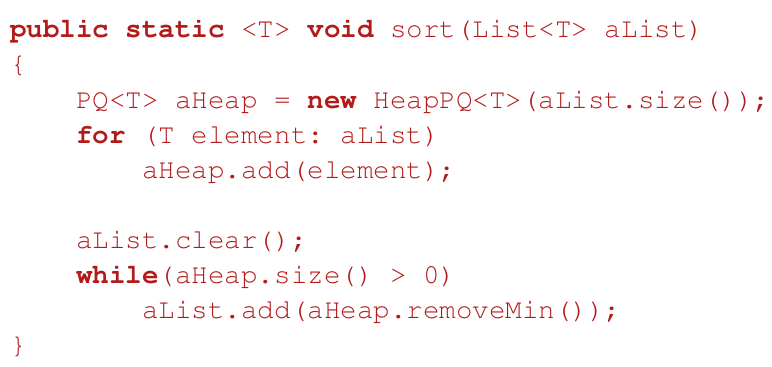 public static <T> void sort(List<T> aList)
{
    PQ<T> aHeap = new HeapPQ<T>(aList.size());
    for (T element: aList)
        aHeap.add(element);

    aList.clear();
    while(aHeap.size() > 0)
        aList.add(aHeap.removeMin());
}